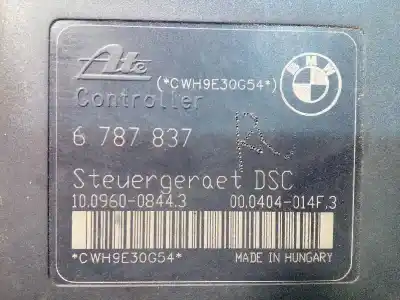 Ate
(*CWH9E30G54*)
BMW
Controller
6 787 837
Steuergeraet DSC
10.0960-0844.3
00.0404-014F.3
*CWH9E30G54*
MADE IN HUNGARY